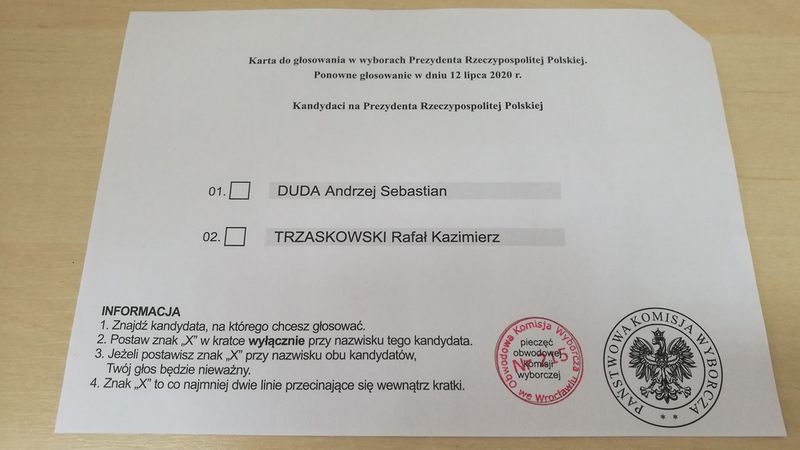 Karta do głosowania w wyborach Prezydenta Rzeczypospolitej Polskiej.
Ponowne głosowanie w dniu 12 lipca 2020 r.
Kandydaci na Prezydenta Rzeczypospolitej Polskiej
01. DUDA Andrzej Sebastian
02. TRZASKOWSKI Rafał Kazimierz
INFORMACJA
1. Znajdź kandydata, na którego chcesz głosować.
2. Postaw znak „X” w kratce wyłącznie przy nazwisku tego kandydata.
3. Jeżeli postawisz znak „X” przy nazwisku obu kandydatów,
Twój głos będzie nieważny.
4. Znak „X” to co najmniej dwie linie przecinające się wewnątrz kratki.
Obwodowa Komisja Wyborcza
Nr 215
we Wrocławiu
pieczęć
obwodowej
komisji
wyborczej
PAŃSTWOWA KOMISJA WYBORCZA
* *